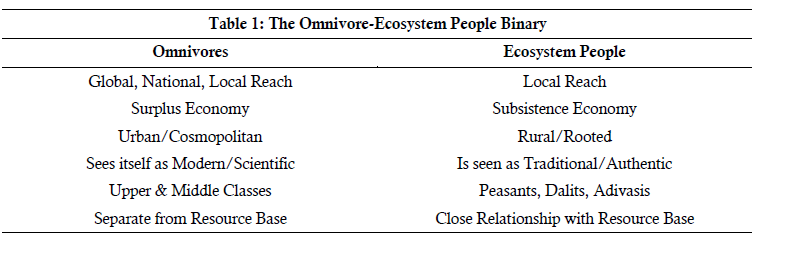 Table 1: The Omnivore-Ecosystem People Binary
Omnivores Ecosystem People
Global, National, Local Reach Local Reach
Surplus Economy Subsistence Economy
Urban/Cosmopolitan Rural/Rooted
Sees itself as Modern/Scientific Is seen as Traditional/Authentic
Upper & Middle Classes Peasants, Dalits, Adivasis
Separate from Resource Base Close Relationship with Resource Base